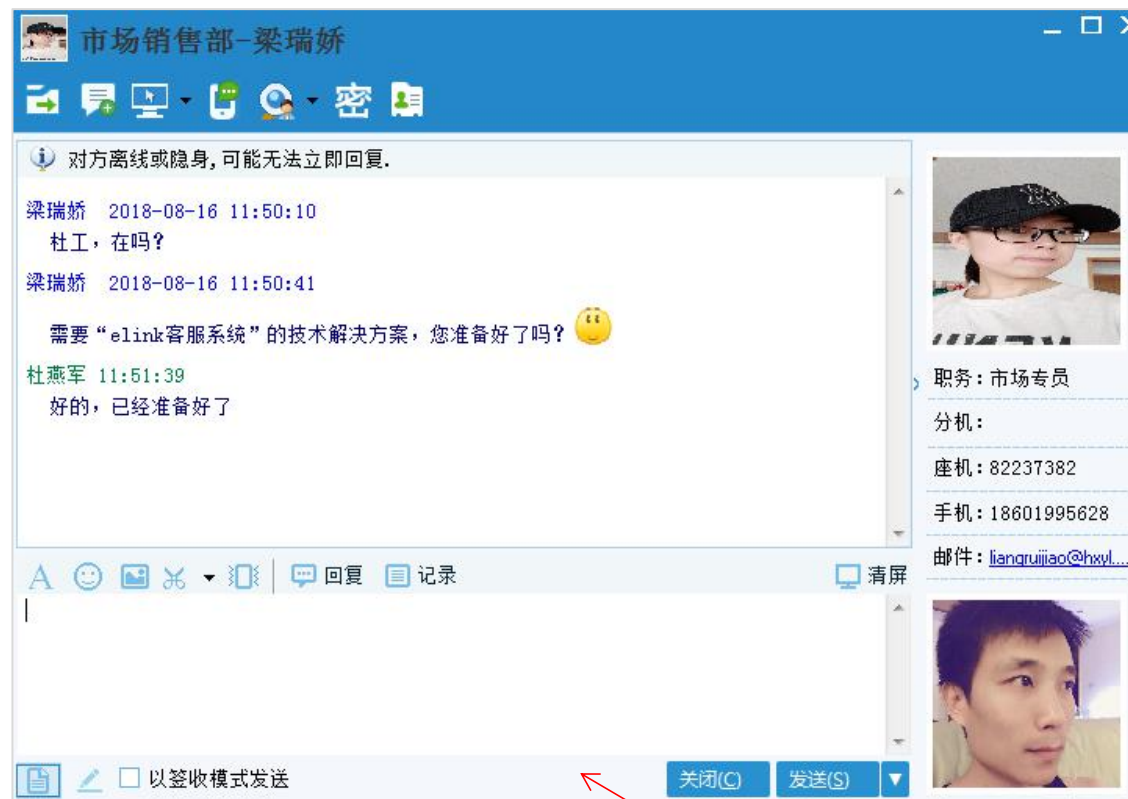 市场销售部-梁瑞娇
密
对方离线或隐身,可能无法立即回复.
梁瑞娇 2018-08-16 11:50:10
杜工，在吗?
梁瑞娇 2018-08-16 11:50:41
需要“elink客服系统”的技术解决方案，您准备好了吗?
杜燕军 11:51:39
好的，已经准备好了
职务:市场专员
分机:
座机:82237382
手机:18601995628
邮件:liangruijiao@hxyl....
A 回复 记录 清屏
以签收模式发送 关闭(C) 发送(S)